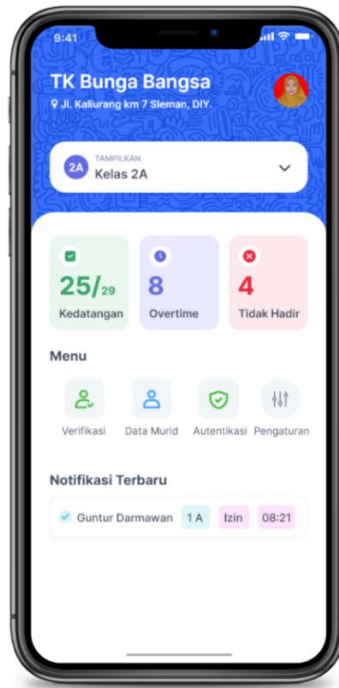 9:41
TK Bunga Bangsa
Jl. Kaliurang km 7 Sleman, DIY.
2A
TAMPILKAN
Kelas 2A
25/29
Kedatangan
8
Overtime
4
Tidak Hadir
Menu
Verifikasi
Data Murid
Autentikasi
Pengaturan
Notifikasi Terbaru
Guntur Darmawan 1 A Izin 08:21